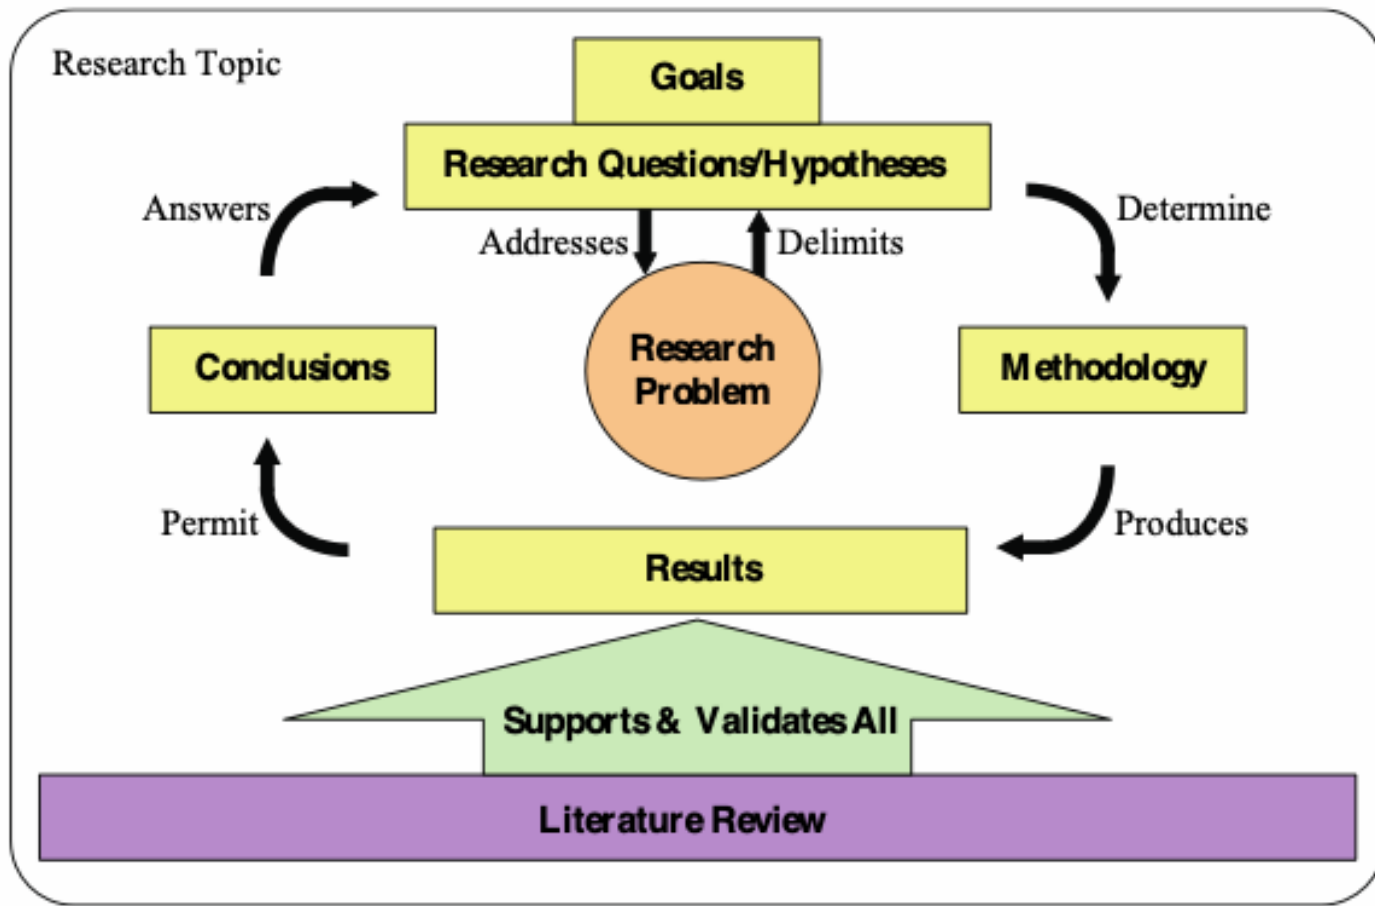 Research Topic
Goals
Research Questions/Hypotheses
Answers
Determine
Addresses
Delimits
Research
Problem
Conclusions
Methodology
Permit
Produces
Results
Supports & Validates All
Literature Review